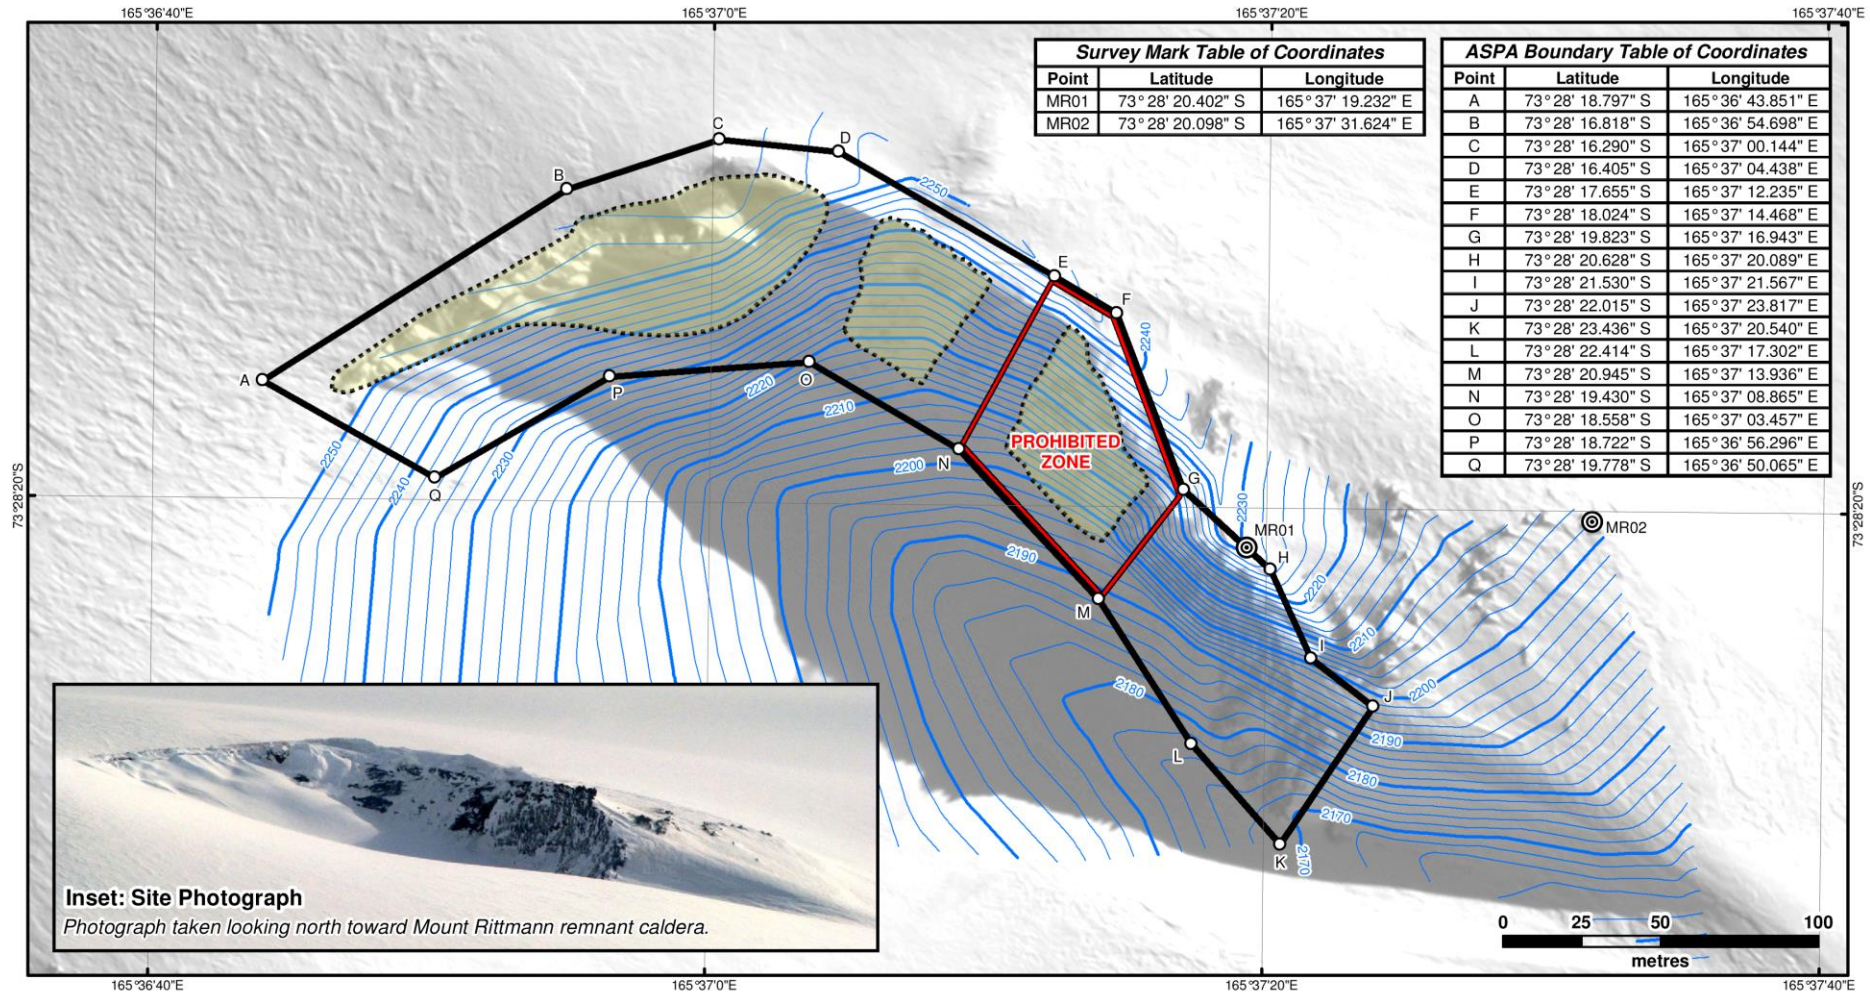 165°36'40"E 165°37'0"E 165°37'20"E 165°37'40"E
Survey Mark Table of Coordinates
Point Latitude Longitude
MR01 73°28' 20.402" S 165°37' 19.232" E
MR02 73°28' 20.098" S 165°37' 31.624" E
ASPA Boundary Table of Coordinates
Point Latitude Longitude
A 73°28' 18.797" S 165°36' 43.851" E
B 73°28' 16.818" S 165°36' 54.698" E
C 73°28' 16.290" S 165°37' 00.144" E
D 73°28' 16.405" S 165°37' 04.438" E
E 73°28' 17.655" S 165°37' 12.235" E
F 73°28' 18.024" S 165°37' 14.468" E
G 73°28' 19.823" S 165°37' 16.943" E
H 73°28' 20.628" S 165°37' 20.089" E
I 73°28' 21.530" S 165°37' 21.567" E
J 73°28' 22.015" S 165°37' 23.817" E
K 73°28' 23.436" S 165°37' 20.540" E
L 73°28' 22.414" S 165°37' 17.302" E
M 73°28' 20.945" S 165°37' 13.936" E
N 73°28' 19.430" S 165°37' 08.865" E
O 73°28' 18.558" S 165°37' 03.457" E
P 73°28' 18.722" S 165°36' 56.296" E
Q 73°28' 19.778" S 165°36' 50.065" E
C
D
B
2250
E
F
2240
A
P
2220
O
2210
PROHIBITED
ZONE
2250
2230
N
2200
G
2240
Q
73°28'20"S
73°28'20"S
2230
MR01
MR02
2190
H
2220
M
2210
I
2180
2200
J
2190
L
2180
2170
K
2170
Inset: Site Photograph
Photograph taken looking north toward Mount Rittmann remnant caldera.
0 25 50 100
metres
165°36'40"E 165°37'0"E 165°37'20"E 165°37'40"E